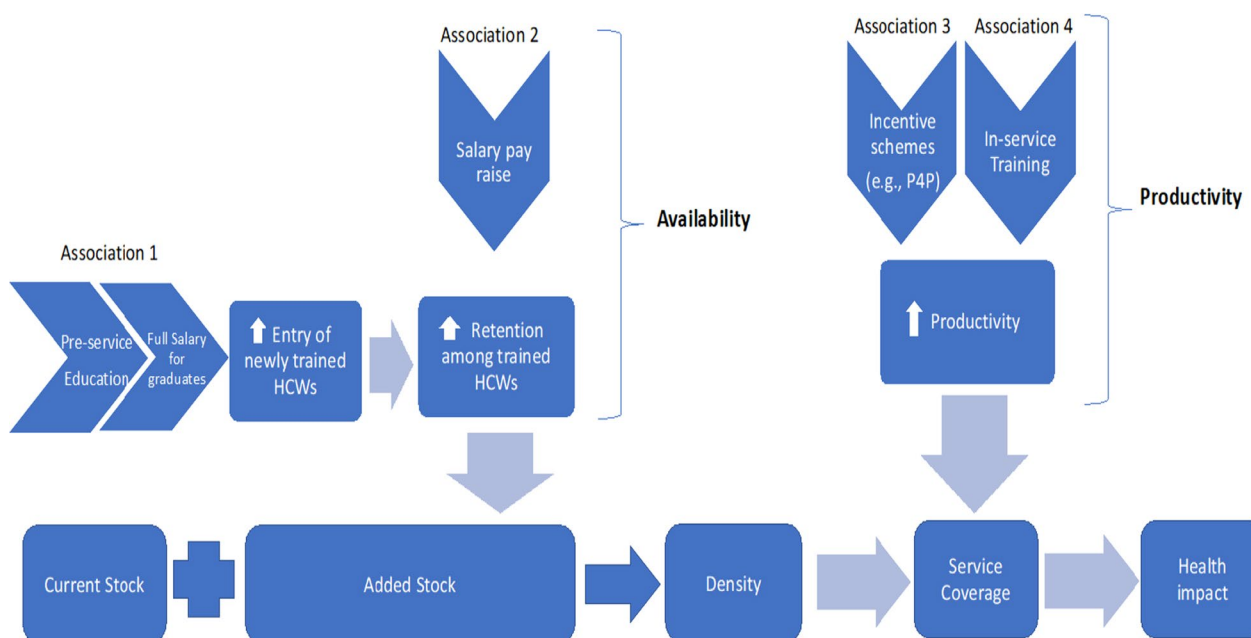 Association 2
Salary pay
raise
Availability
Association 3
Association 4
Incentive
schemes
(e.g., P4P)
In-service
Training
Productivity
Association 1
Pre-service
Education
Full Salary
for
graduates
Entry of
newly trained
HCWs
Retention
among trained
HCWs
Productivity
Current Stock
Added Stock
Density
Service
Coverage
Health
impact